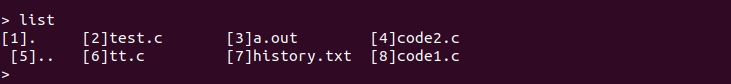 > list
[1].      [2]test.c       [3]a.out        [4]code2.c
 [5]..   [6]tt.c         [7]history.txt  [8]code1.c
>